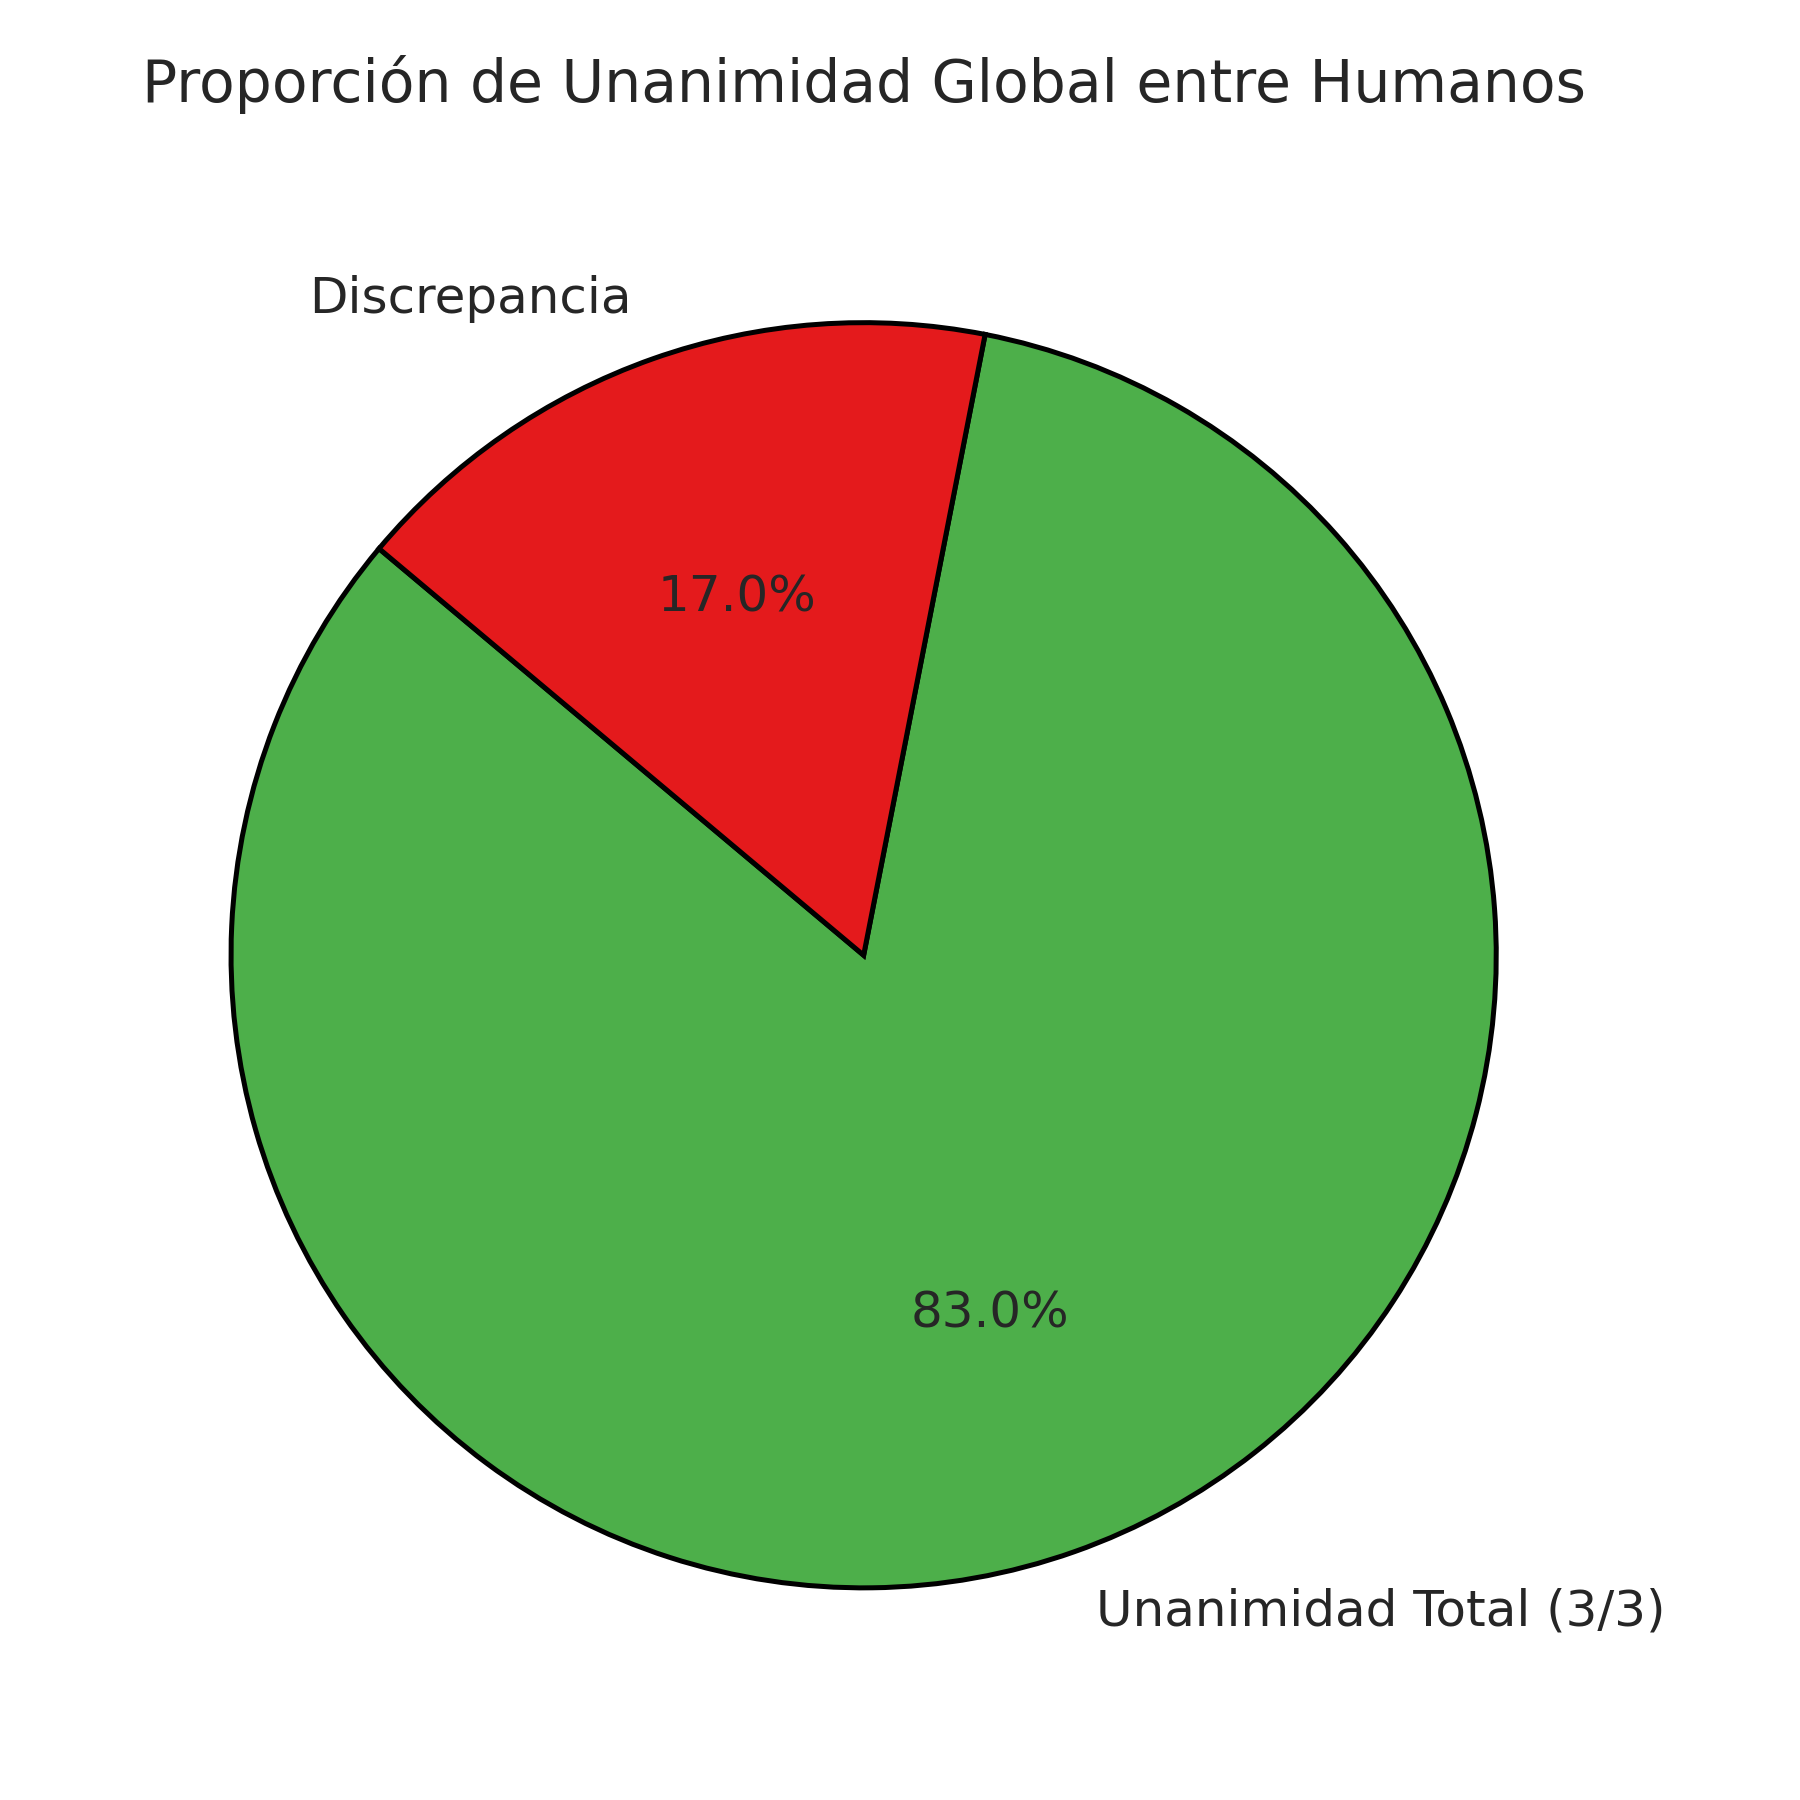 Proporción de Unanimidad Global entre Humanos
Discrepancia
17.0%
83.0%
Unanimidad Total (3/3)